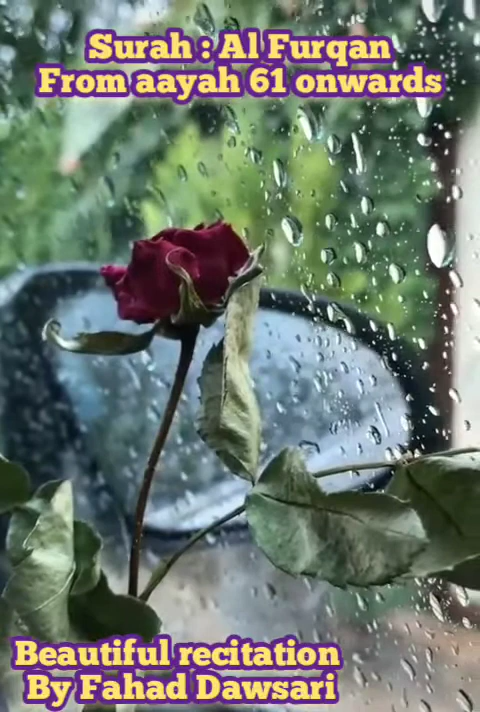 Surah : Al Furqan
From aayah 61 onwards
Beautiful recitation
By Fahad Dawsari